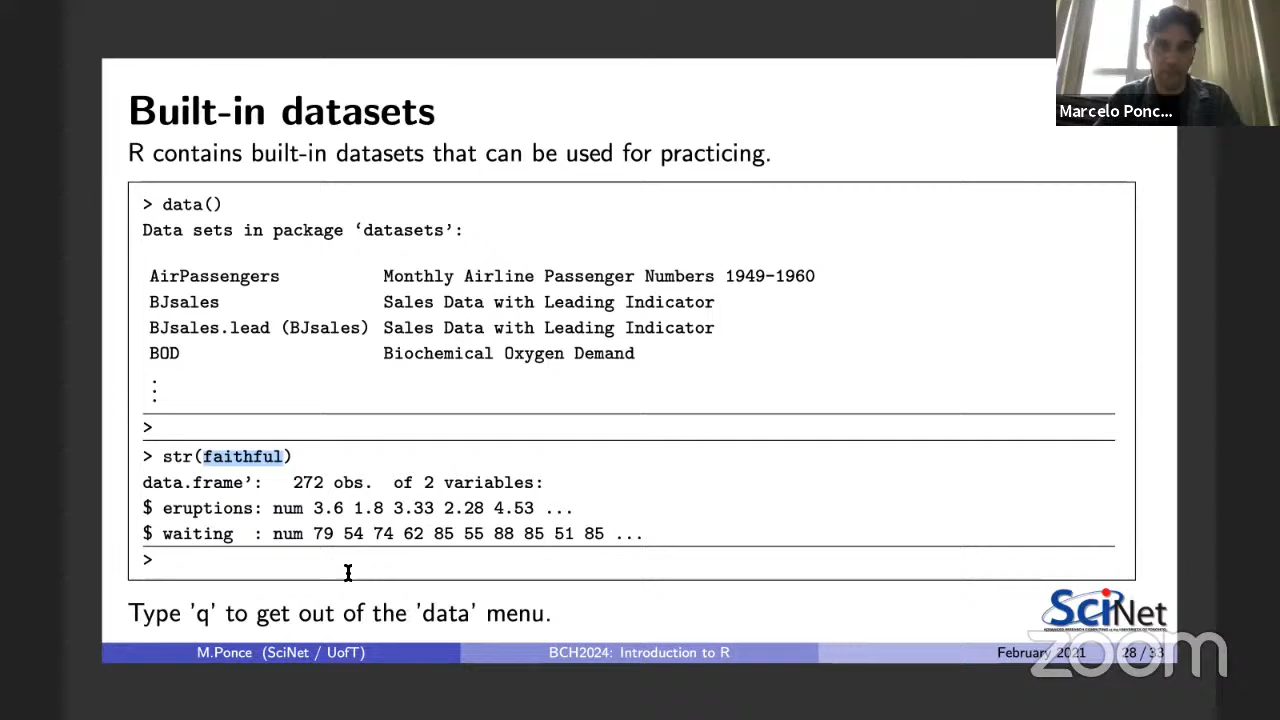 Built-in datasets
R contains built-in datasets that can be used for practicing.
> data()
Data sets in package ‘datasets’:
AirPassengers Monthly Airline Passenger Numbers 1949-1960
BJsales Sales Data with Leading Indicator
BJsales.lead (BJsales) Sales Data with Leading Indicator
BOD Biochemical Oxygen Demand
⋮
>
> str(faithful)
data.frame’: 272 obs. of 2 variables:
$ eruptions: num 3.6 1.8 3.33 2.28 4.53 ...
$ waiting : num 79 54 74 62 85 55 88 85 51 85 ...
>
Type 'q' to get out of the 'data' menu.
SciNet
M.Ponce (SciNet / UofT) BCH2024: Introduction to R February 2021 28 / 33
Marcelo Ponc...
zoom